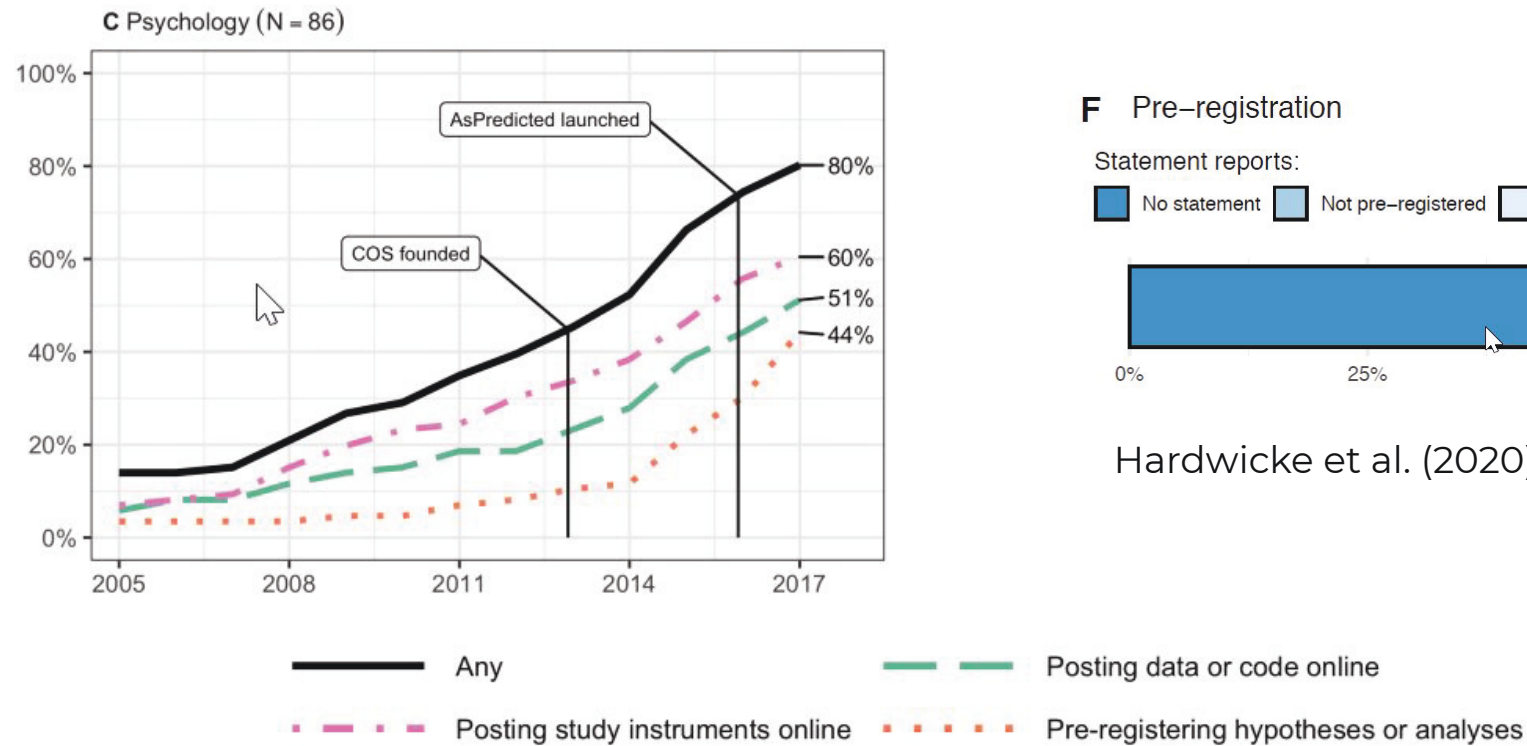 C Psychology (N = 86)
100%
80%
60%
40%
20%
0%
AsPredicted launched
COS founded
80%
60%
51%
44%
2005 2008 2011 2014 2017
Any
Posting data or code online
Posting study instruments online
Pre-registering hypotheses or analyses
F Pre–registration
Statement reports:
No statement Not pre–registered
0% 25%
Hardwicke et al. (2020)